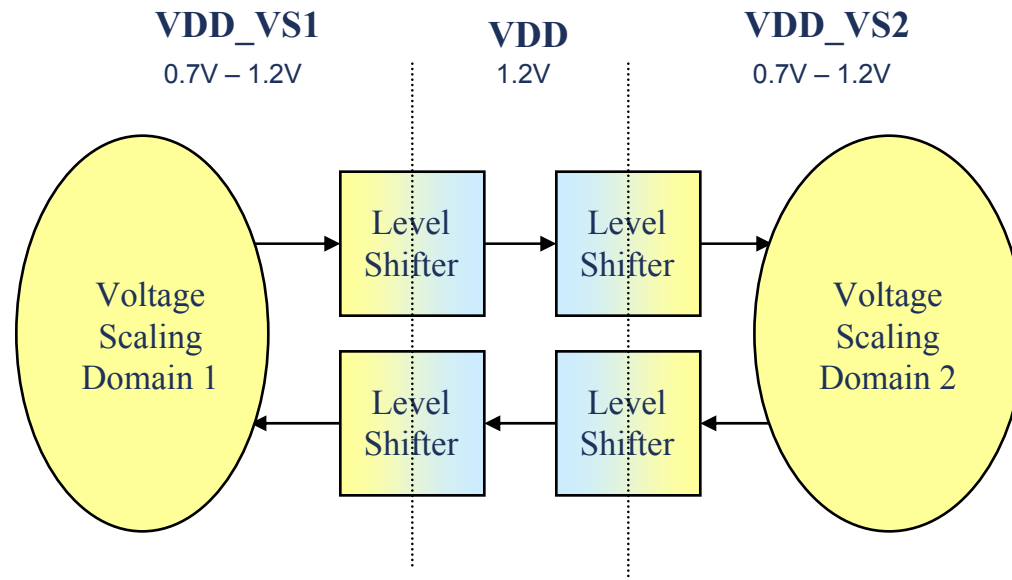 VDD_VS1
VDD
VDD_VS2
0.7V – 1.2V
1.2V
0.7V – 1.2V
Level
Shifter
Level
Shifter
Voltage
Scaling
Domain 1
Voltage
Scaling
Domain 2
Level
Shifter
Level
Shifter